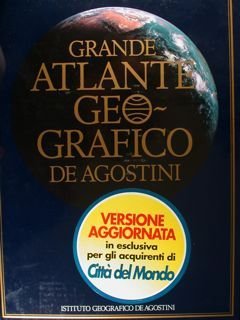 GRANDE
ATLANTE
GEO-
GRAFICO
DE AGOSTINI
VERSIONE
AGGIORNATA
in esclusiva
per gli acquirenti di
Città del Mondo
ISTITUTO GEOGRAFICO DE AGOSTINI